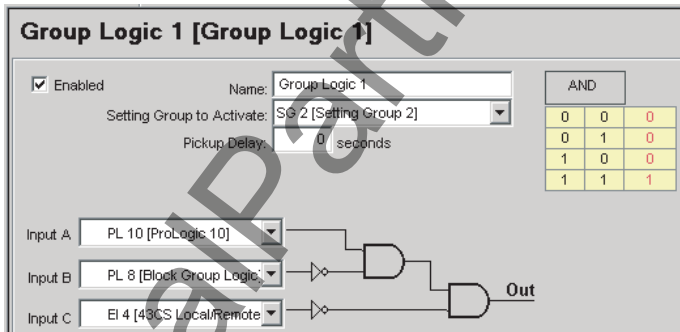 Group Logic 1 [Group Logic 1]
Enabled
Name: Group Logic 1
Setting Group to Activate: SG 2 [Setting Group 2]
Pickup Delay: 0 seconds
AND
0 0 0
0 1 0
1 0 0
1 1 1
Input A PL 10 [ProLogic 10]
Input B PL 8 [Block Group Logic]
Input C EI 4 [43CS Local/Remote
Out